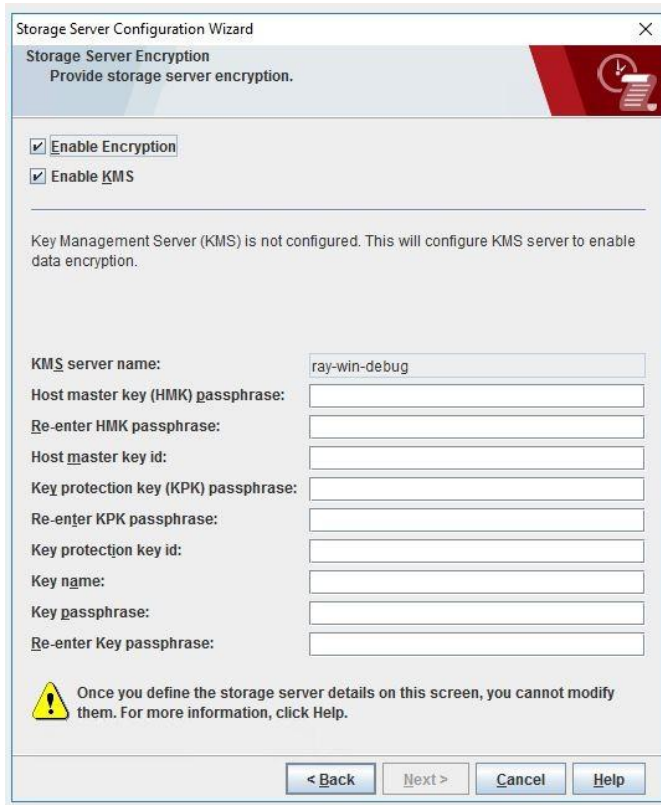 Storage Server Configuration Wizard
Storage Server Encryption
Provide storage server encryption.
Enable Encryption
Enable KMS
Key Management Server (KMS) is not configured. This will configure KMS server to enable
data encryption.
KMS server name: ray-win-debug
Host master key (HMK) passphrase:
Re-enter HMK passphrase:
Host master key id:
Key protection key (KPK) passphrase:
Re-enter KPK passphrase:
Key protection key id:
Key name:
Key passphrase:
Re-enter Key passphrase:
Once you define the storage server details on this screen, you cannot modify
them. For more information, click Help.
< Back Next > Cancel Help